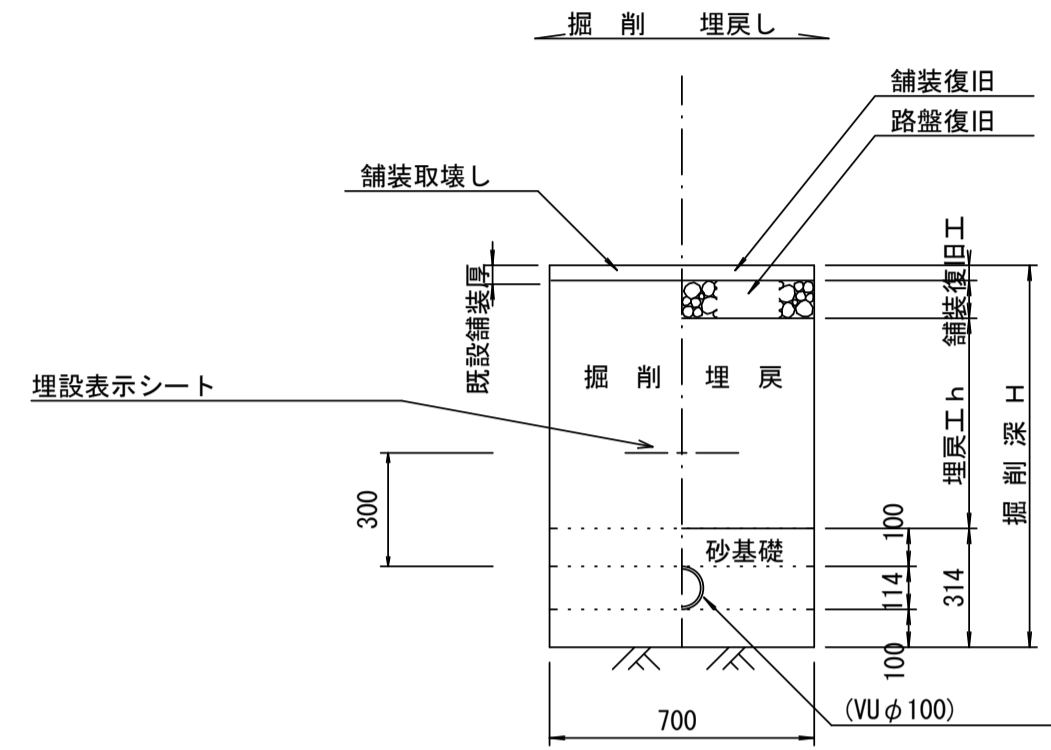 掘 削 埋戻し
舗装復旧
路盤復旧
舗装取壊し
既設舗装厚
舗装復旧工
掘 削 埋 戻
埋設表示シート
埋戻工h
掘削深 H
300
砂基礎
100
114
314
100
(VUφ100)
700